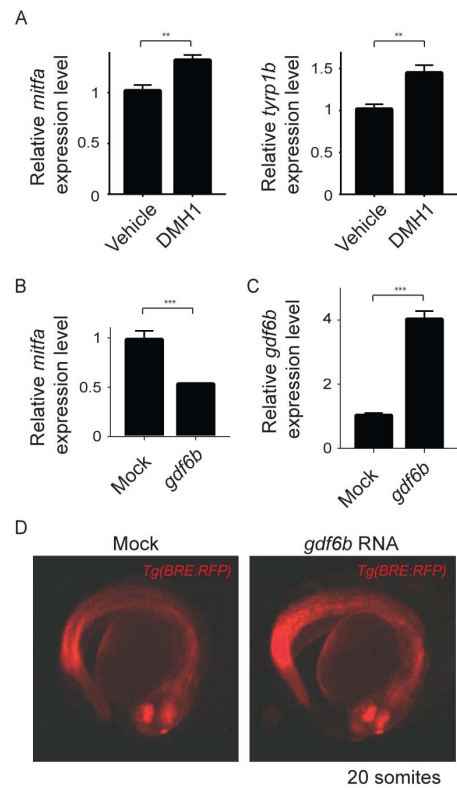 A
Relative mitfa
expression level
1
0.5
0
**
Vehicle
DMH1
Relative tyrp1b
expression level
1.5
1
0.5
0
**
Vehicle
DMH1
B
Relative mitfa
expression level
1
0.5
0
***
Mock
gdf6b
C
Relative gdf6b
expression level
4
2
0
***
Mock
gdf6b
D
Mock
Tg(BRE:RFP)
gdf6b RNA
Tg(BRE:RFP)
20 somites